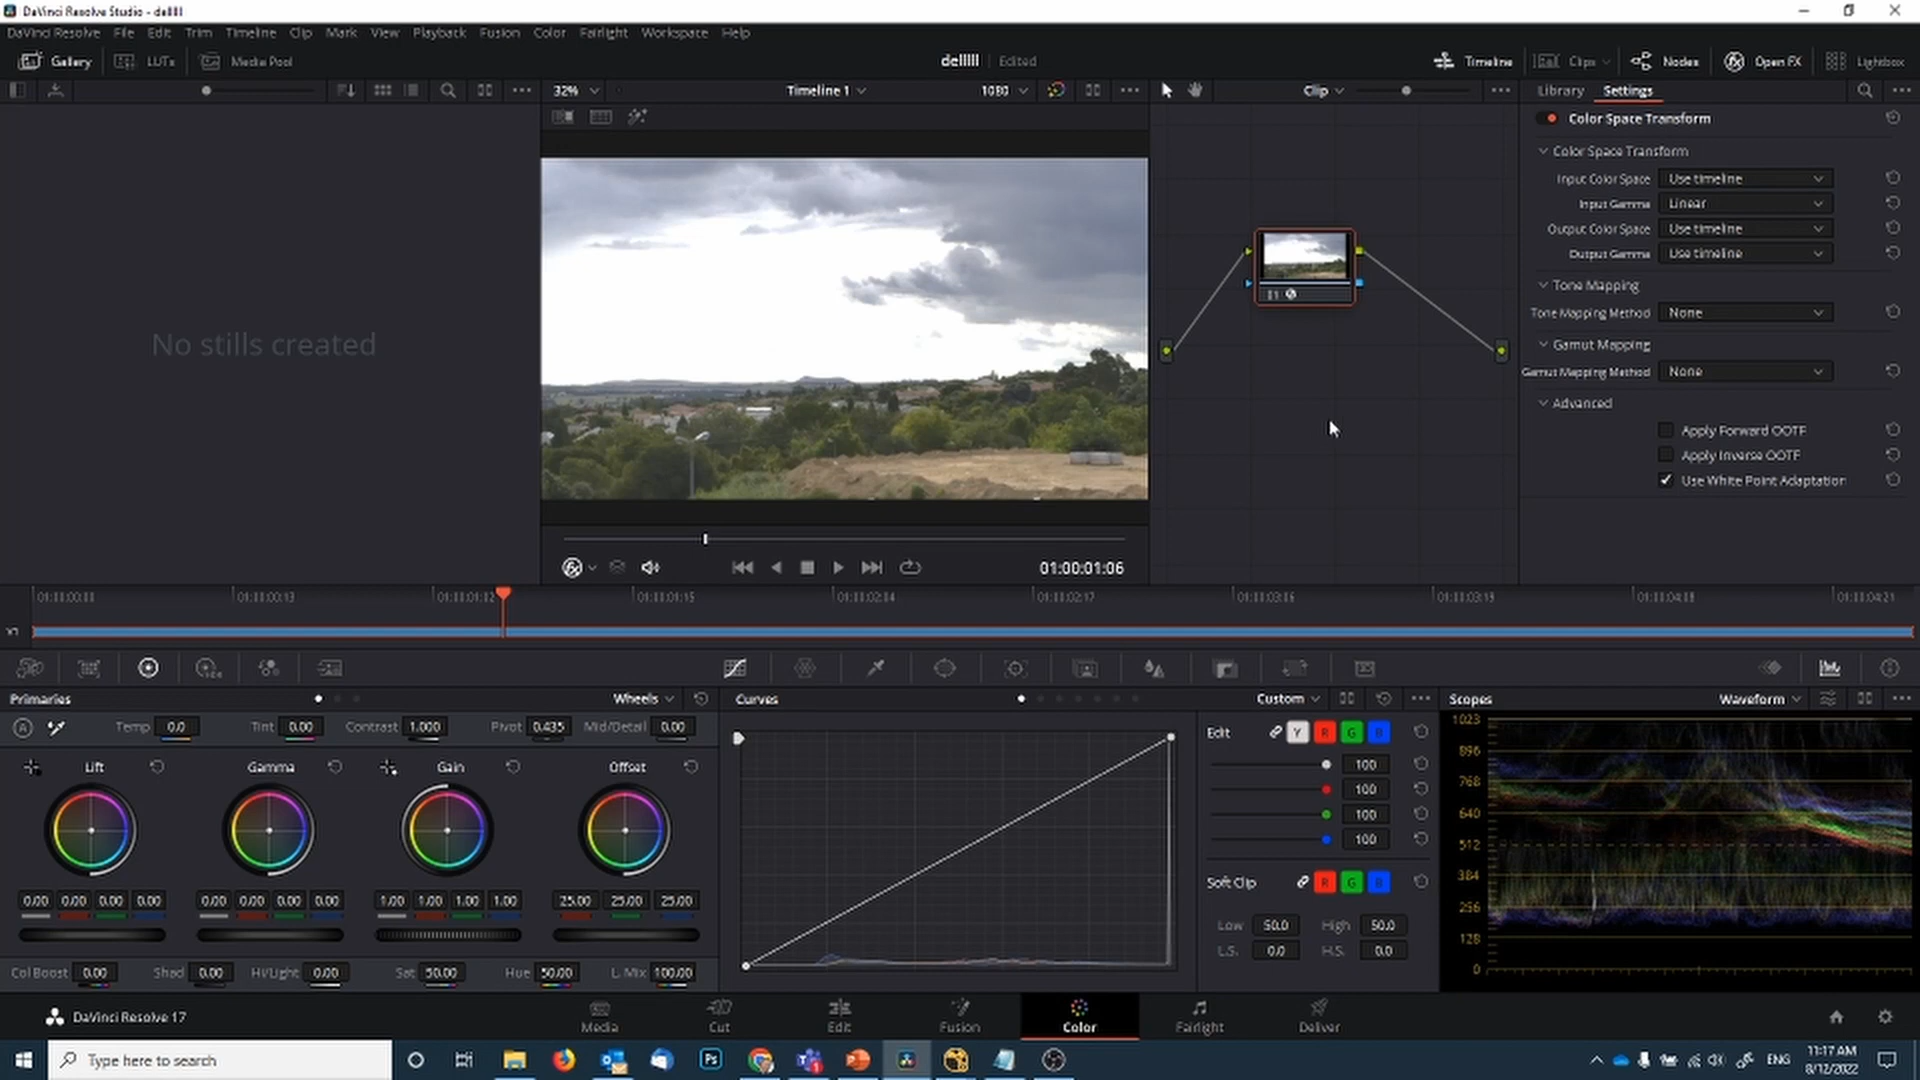 DaVinci Resolve Studio - dellllll
DaVinci Resolve File Edit Trim Timeline Clip Mark View Playback Fusion Color Fairlight Workspace Help
Gallery LUTs Media Pool
dellllll Edited
Timeline Clips Nodes Open FX Lightbox
32% Timeline 1 1080 Clip
Library Settings
Color Space Transform
Color Space Transform
Input Color Space Use timeline
Input Gamma Linear
Output Color Space Use timeline
Output Gamma Use timeline
Tone Mapping
Tone Mapping Method None
Gamut Mapping
Gamut Mapping Method None
Advanced
Apply Forward OOTF
Apply Inverse OOTF
Use White Point Adaptation
No stills created
01:00:01:06
01:00:00:00 01:00:00:13 01:00:01:02 01:00:01:15 01:00:02:04 01:00:02:17 01:00:03:06 01:00:03:19 01:00:04:08 01:00:04:21
V1
Primaries Wheels
Temp 0.0 Tint 0.00 Contrast 1.000 Pivot 0.435 Mid/Detail 0.00
Lift Gamma Gain Offset
0.00 0.00 0.00 0.00 0.00 0.00 0.00 0.00 1.00 1.00 1.00 1.00 25.00 25.00 25.00
Col Boost 0.00 Shad 0.00 Hi/Light 0.00 Sat 50.00 Hue 50.00 L. Mix 100.00
Curves Custom
Edit Y R G B
100
100
100
100
Soft Clip R G B
Low 50.0 High 50.0
L.S. 0.0 H.S. 0.0
Scopes Waveform
1023
896
768
640
512
384
256
128
0
DaVinci Resolve 17
Media Cut Edit Fusion Color Fairlight Deliver
Type here to search
Ps
ENG
11:17 AM
8/12/2022